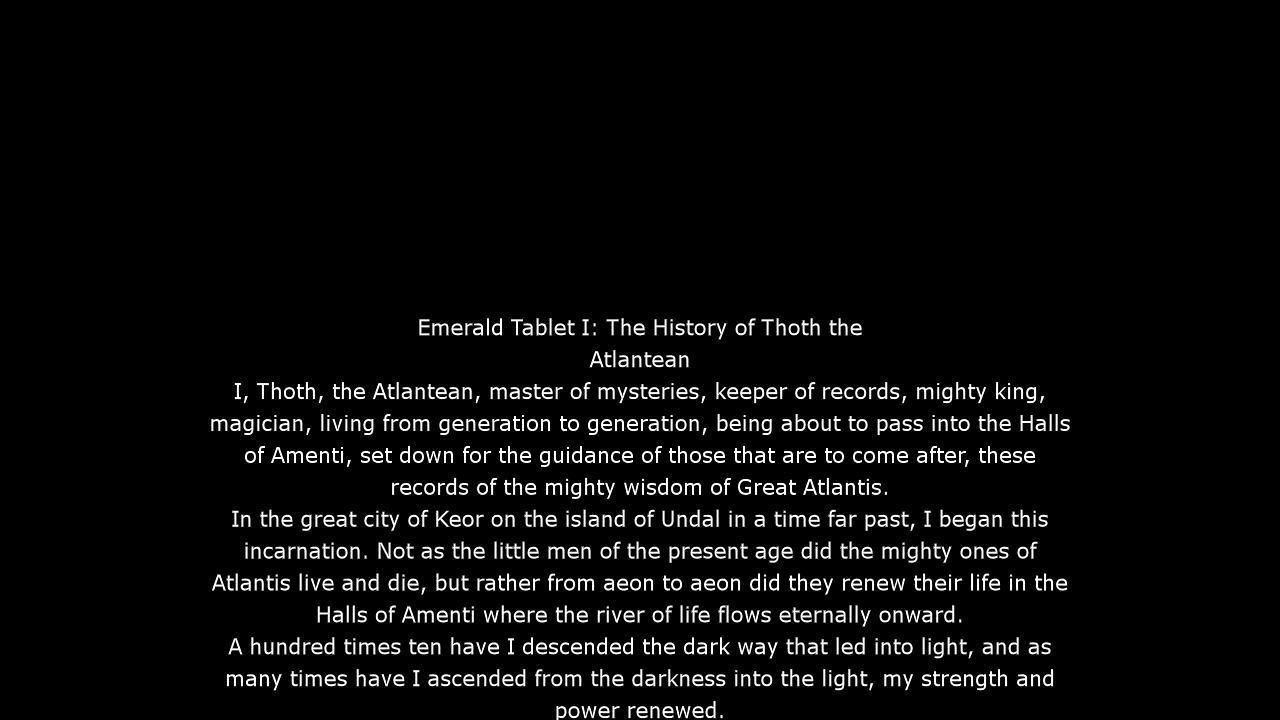 Emerald Tablet I: The History of Thoth the
Atlantean
I, Thoth, the Atlantean, master of mysteries, keeper of records, mighty king,
magician, living from generation to generation, being about to pass into the Halls
of Amenti, set down for the guidance of those that are to come after, these
records of the mighty wisdom of Great Atlantis.
In the great city of Keor on the island of Undal in a time far past, I began this
incarnation. Not as the little men of the present age did the mighty ones of
Atlantis live and die, but rather from aeon to aeon did they renew their life in the
Halls of Amenti where the river of life flows eternally onward.
A hundred times ten have I descended the dark way that led into light, and as
many times have I ascended from the darkness into the light, my strength and
power renewed.